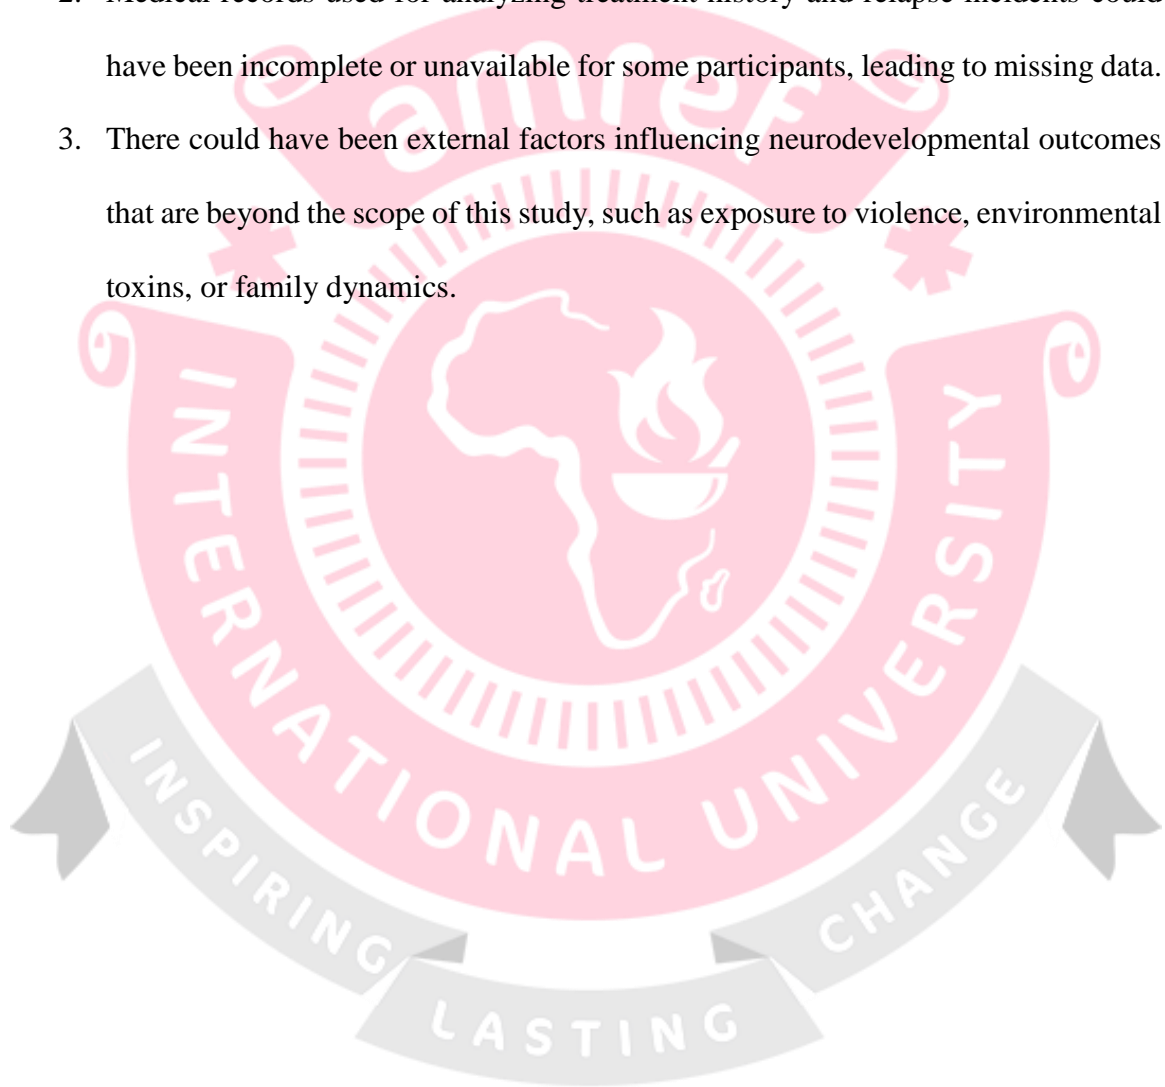 2. Medical records used for analyzing treatment history and relapse incidents could
have been incomplete or unavailable for some participants, leading to missing data.
3. There could have been external factors influencing neurodevelopmental outcomes
that are beyond the scope of this study, such as exposure to violence, environmental
toxins, or family dynamics.
amref
INTERNATIONAL UNIVERSITY
INSPIRING LASTING CHANGE